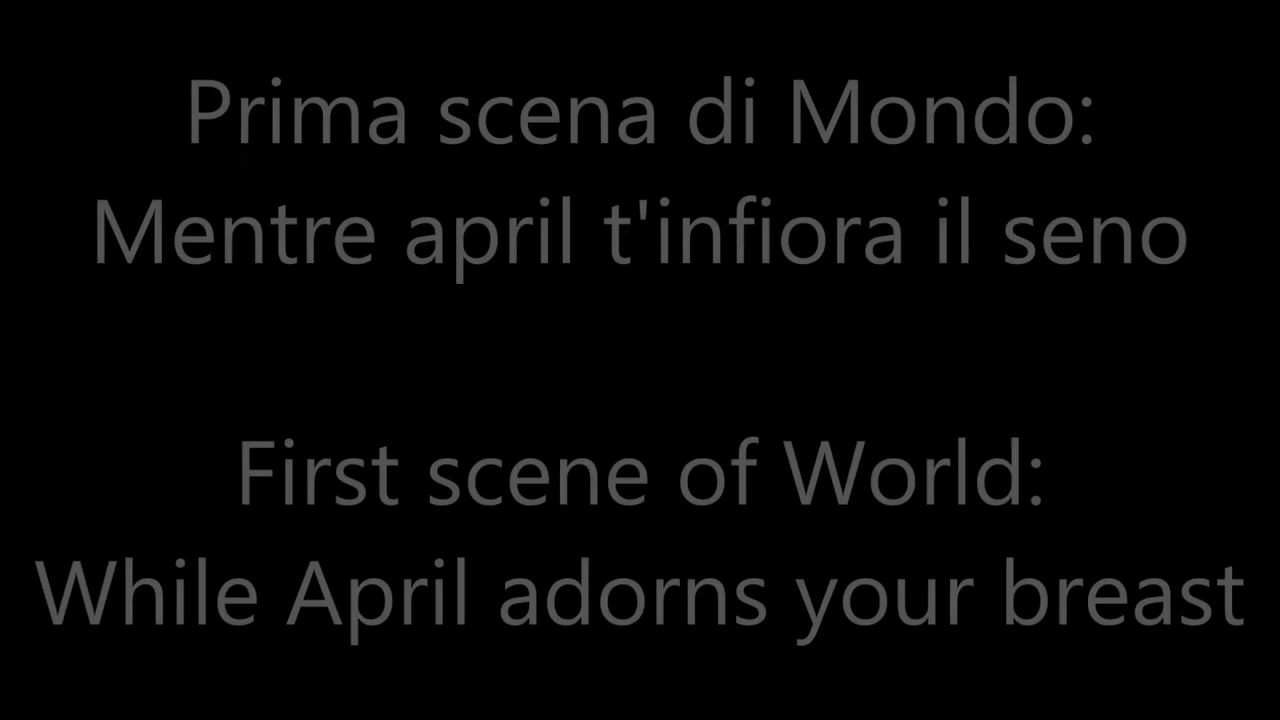 Prima scena di Mondo:
Mentre april t'infiora il seno
First scene of World:
While April adorns your breast